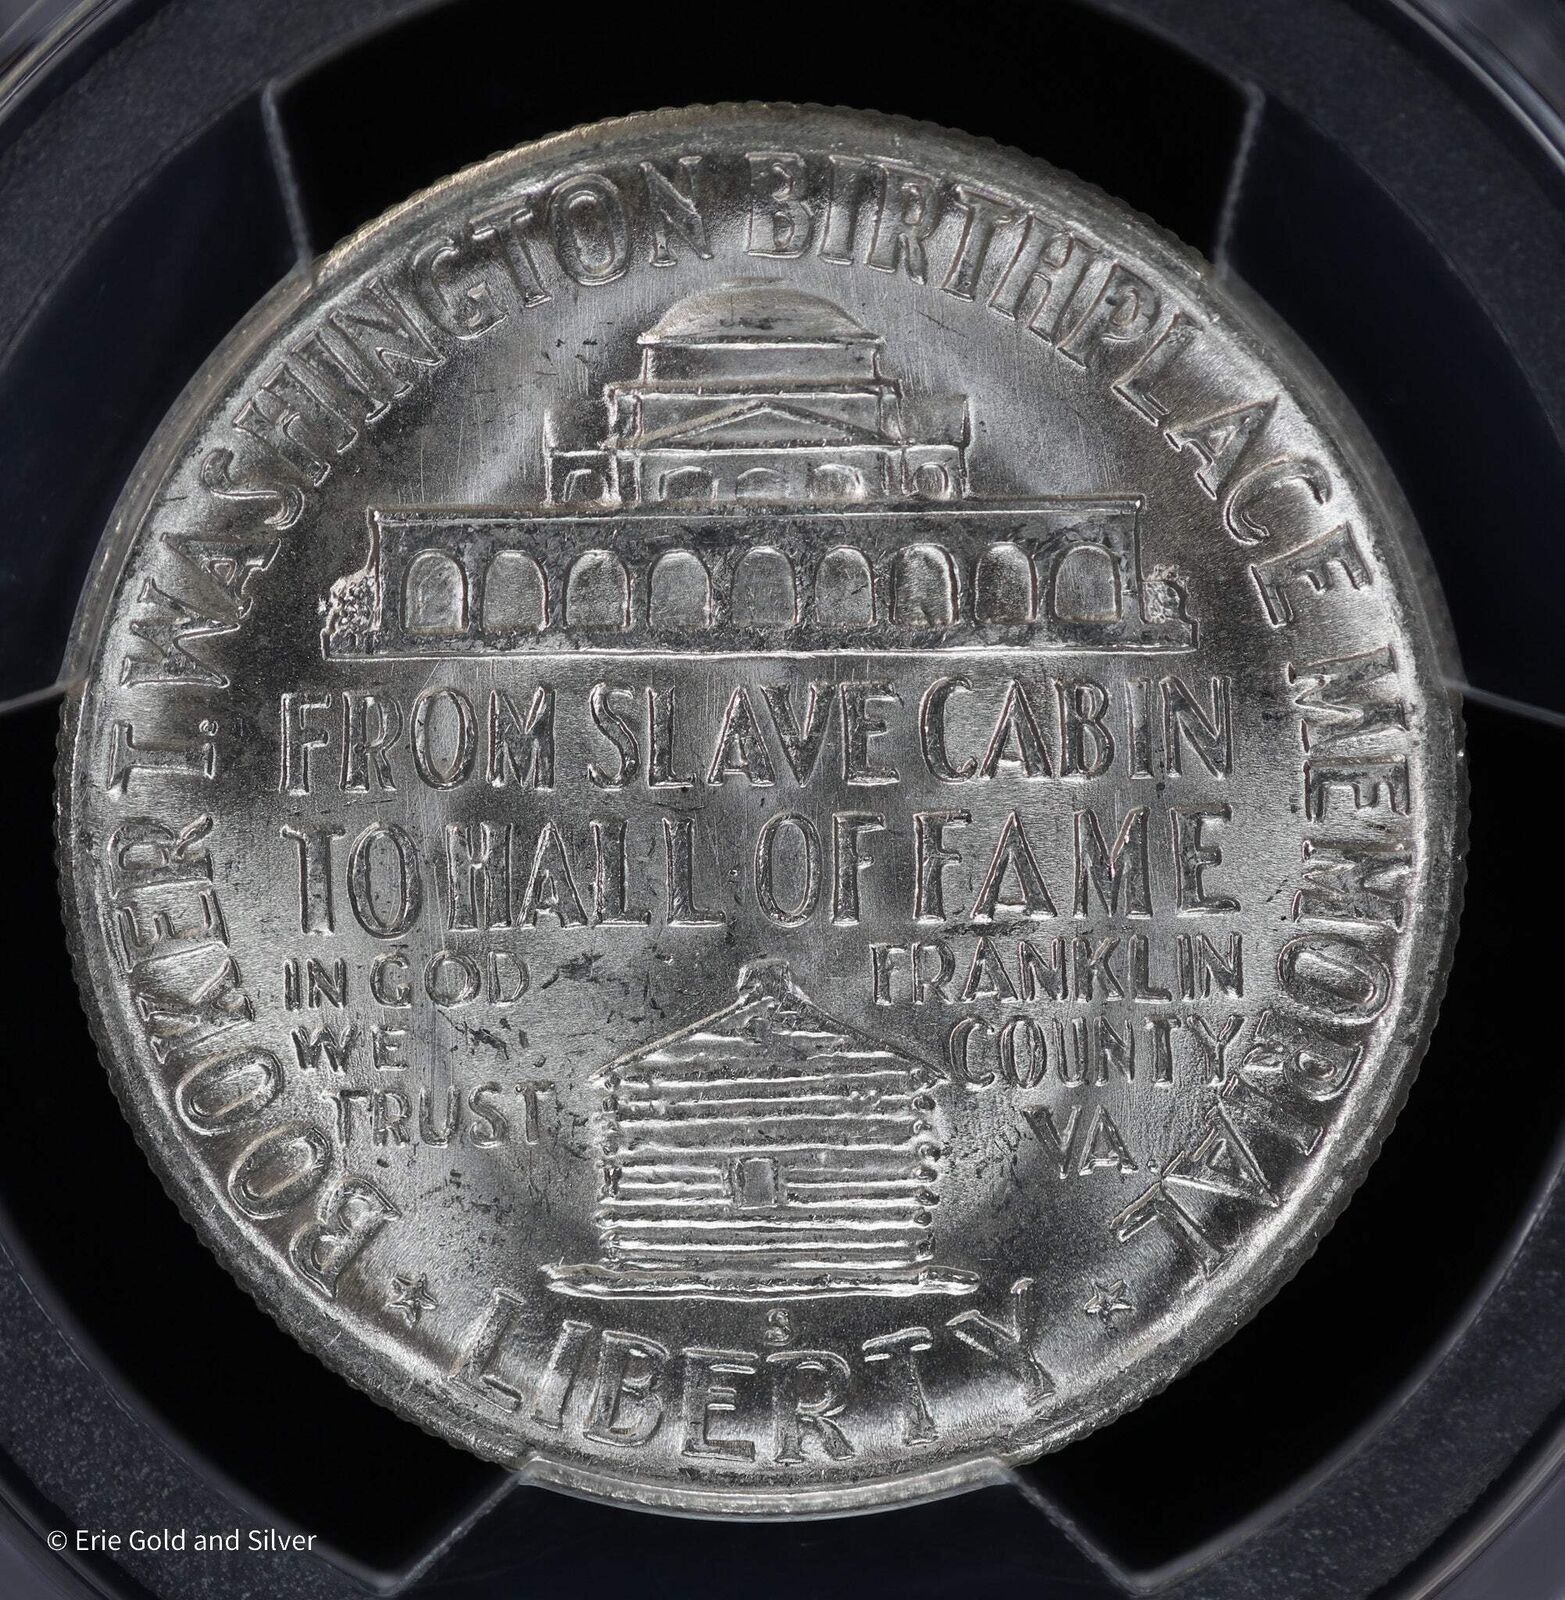 BOOKER T. WASHINGTON BIRTHPLACE MEMORIAL
FROM SLAVE CABIN
TO HALL OF FAME
IN GOD
WE
TRUST
FRANKLIN
COUNTY,
VA.
S
★ LIBERTY ★
© Erie Gold and Silver